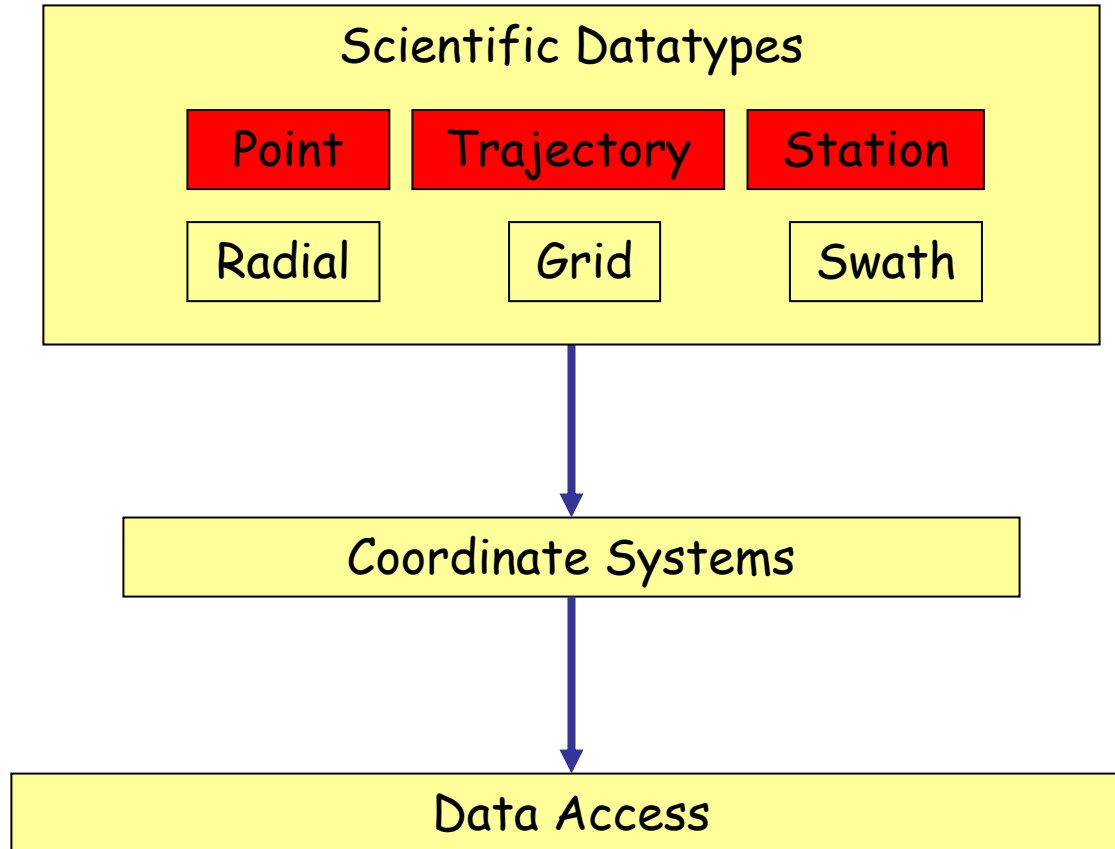 Scientific Datatypes
Point Trajectory Station
Radial Grid Swath
Coordinate Systems
Data Access